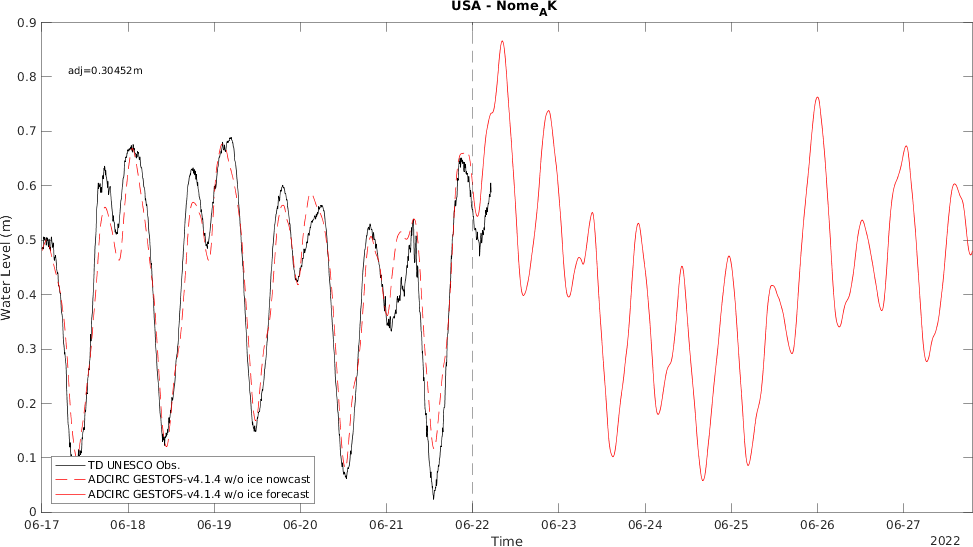 USA - Nome_AK
0.9
0.8
0.7
0.6
0.5
0.4
0.3
0.2
0.1
0
Water Level (m)
adj=0.30452m
TD UNESCO Obs.
ADCIRC GESTOFS-v4.1.4 w/o ice nowcast
ADCIRC GESTOFS-v4.1.4 w/o ice forecast
06-17 06-18 06-19 06-20 06-21 06-22 06-23 06-24 06-25 06-26 06-27
Time
2022